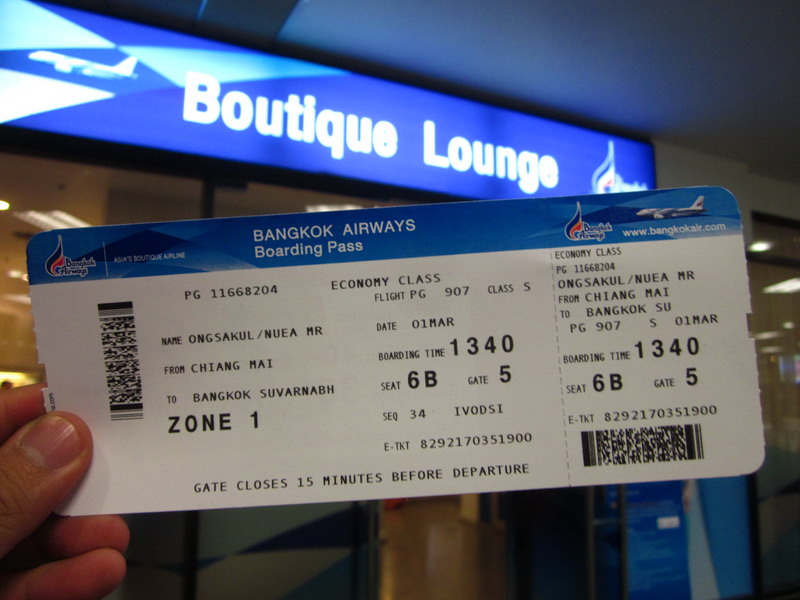 Boutique Lounge
Bangkok Airways
ASIA'S BOUTIQUE AIRLINE
BANGKOK AIRWAYS
Boarding Pass
Bangkok Airways
www.bangkokair.com
PG 11668204
ECONOMY CLASS
FLIGHT PG 907 CLASS S
NAME ONGSAKUL/NUEA MR
DATE 01MAR
FROM CHIANG MAI
BOARDING TIME 1340
TO BANGKOK SUVARNABH
SEAT 6B GATE 5
ZONE 1
SEQ 34 IVODSI
E-TKT 8292170351900
GATE CLOSES 15 MINUTES BEFORE DEPARTURE
ECONOMY CLASS
PG 11668204
ONGSAKUL/NUEA MR
FROM CHIANG MAI
TO BANGKOK SU
PG 907 S 01MAR
BOARDING TIME 1340
SEAT 6B GATE 5
E-TKT 8292170351900